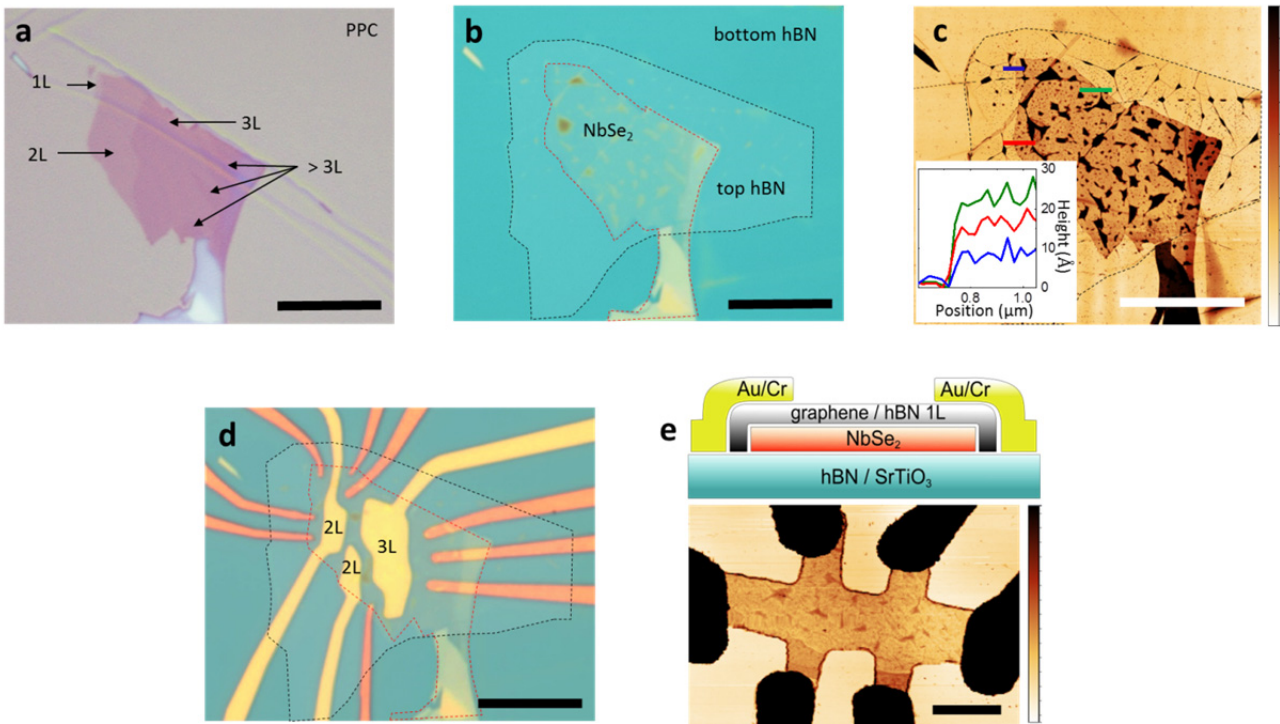 a
PPC
1L
3L
2L
> 3L
b
bottom hBN
NbSe₂
top hBN
c
30
20
10
0
Height (Å)
0.8
1.0
Position (µm)
d
2L
3L
2L
e
Au/Cr
Au/Cr
graphene / hBN 1L
NbSe₂
hBN / SrTiO₃